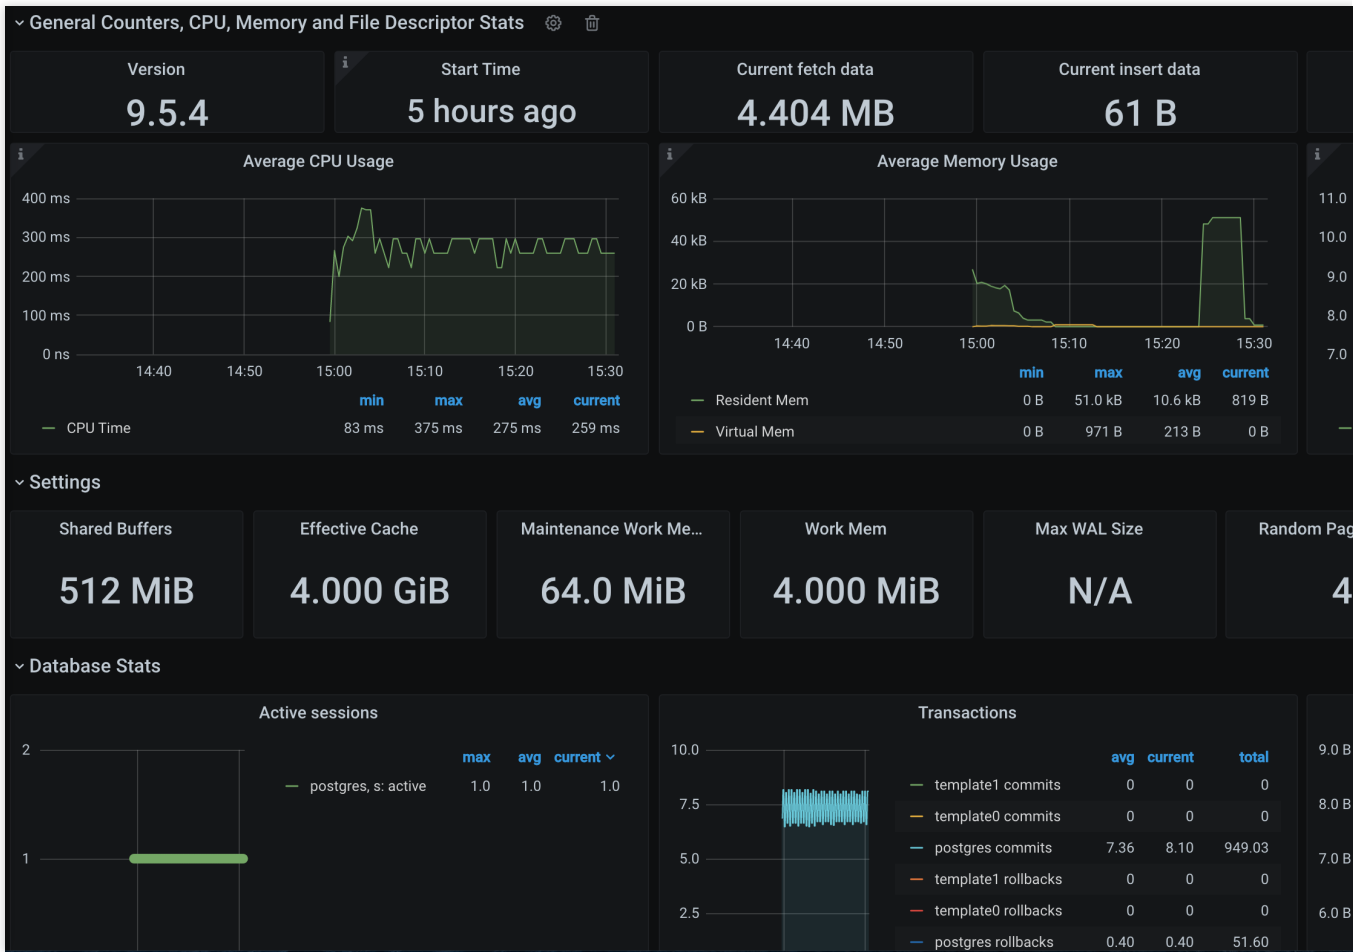 General Counters, CPU, Memory and File Descriptor Stats
Version
9.5.4
Start Time
5 hours ago
Current fetch data
4.404 MB
Current insert data
61 B
Average CPU Usage
400 ms
300 ms
200 ms
100 ms
0 ns
14:40 14:50 15:00 15:10 15:20 15:30
min max avg current
CPU Time 83 ms 375 ms 275 ms 259 ms
Average Memory Usage
60 kB
40 kB
20 kB
0 B
14:40 14:50 15:00 15:10 15:20 15:30
min max avg current
Resident Mem 0 B 51.0 kB 10.6 kB 819 B
Virtual Mem 0 B 971 B 213 B 0 B
11.0
10.0
9.0
8.0
7.0
Settings
Shared Buffers
512 MiB
Effective Cache
4.000 GiB
Maintenance Work Me...
64.0 MiB
Work Mem
4.000 MiB
Max WAL Size
N/A
Random Pag
4
Database Stats
Active sessions
2
1
max avg current
postgres, s: active 1.0 1.0 1.0
Transactions
10.0
7.5
5.0
2.5
avg current total
template1 commits 0 0 0
template0 commits 0 0 0
postgres commits 7.36 8.10 949.03
template1 rollbacks 0 0 0
template0 rollbacks 0 0 0
postgres rollbacks 0.40 0.40 51.60
9.0 B
8.0 B
7.0 B
6.0 B